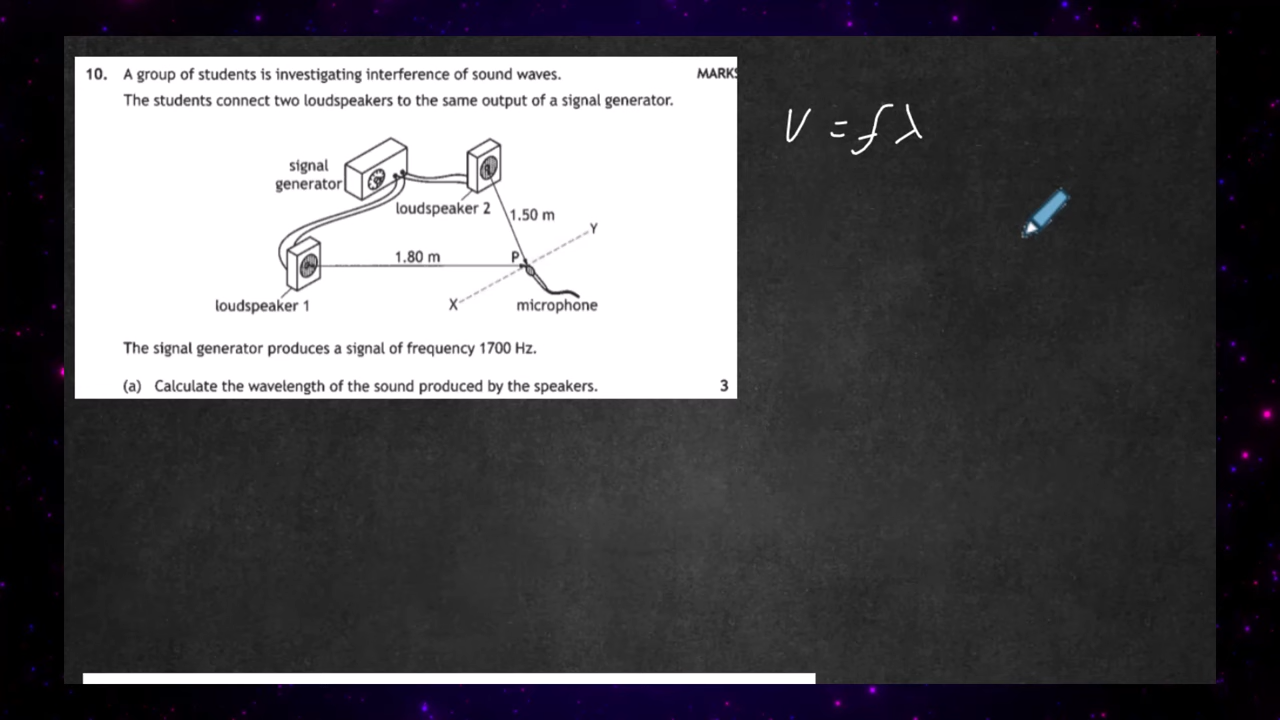 10. A group of students is investigating interference of sound waves. MARKS
The students connect two loudspeakers to the same output of a signal generator.
signal
generator
loudspeaker 2
1.50 m
Y
1.80 m
P
X
microphone
loudspeaker 1
The signal generator produces a signal of frequency 1700 Hz.
(a) Calculate the wavelength of the sound produced by the speakers. 3
v = fλ